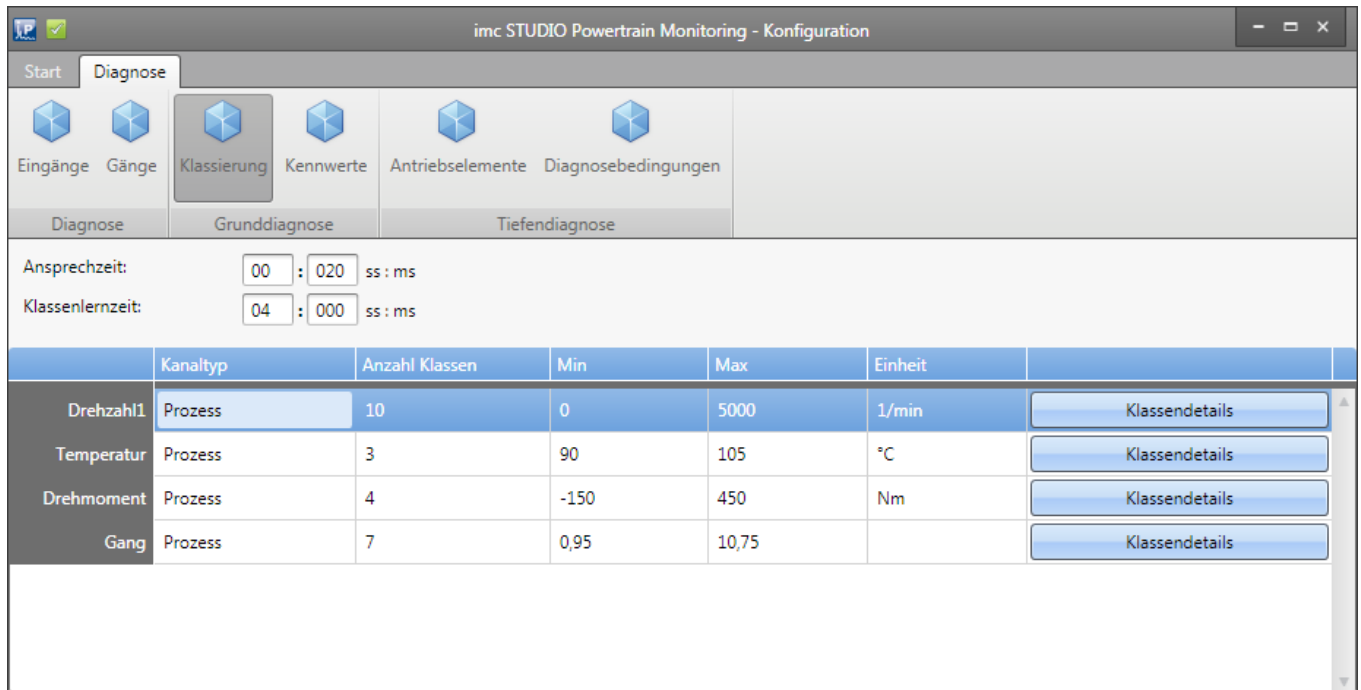 imc STUDIO Powertrain Monitoring - Konfiguration
Start Diagnose
Eingänge Gänge Klassierung Kennwerte Antriebselemente Diagnosebedingungen
Diagnose Grunddiagnose Tiefendiagnose
Ansprechzeit: 00 : 020 ss : ms
Klassenlernzeit: 04 : 000 ss : ms
Kanaltyp Anzahl Klassen Min Max Einheit
Drehzahl1 Prozess 10 0 5000 1/min Klassendetails
Temperatur Prozess 3 90 105 °C Klassendetails
Drehmoment Prozess 4 -150 450 Nm Klassendetails
Gang Prozess 7 0,95 10,75 Klassendetails